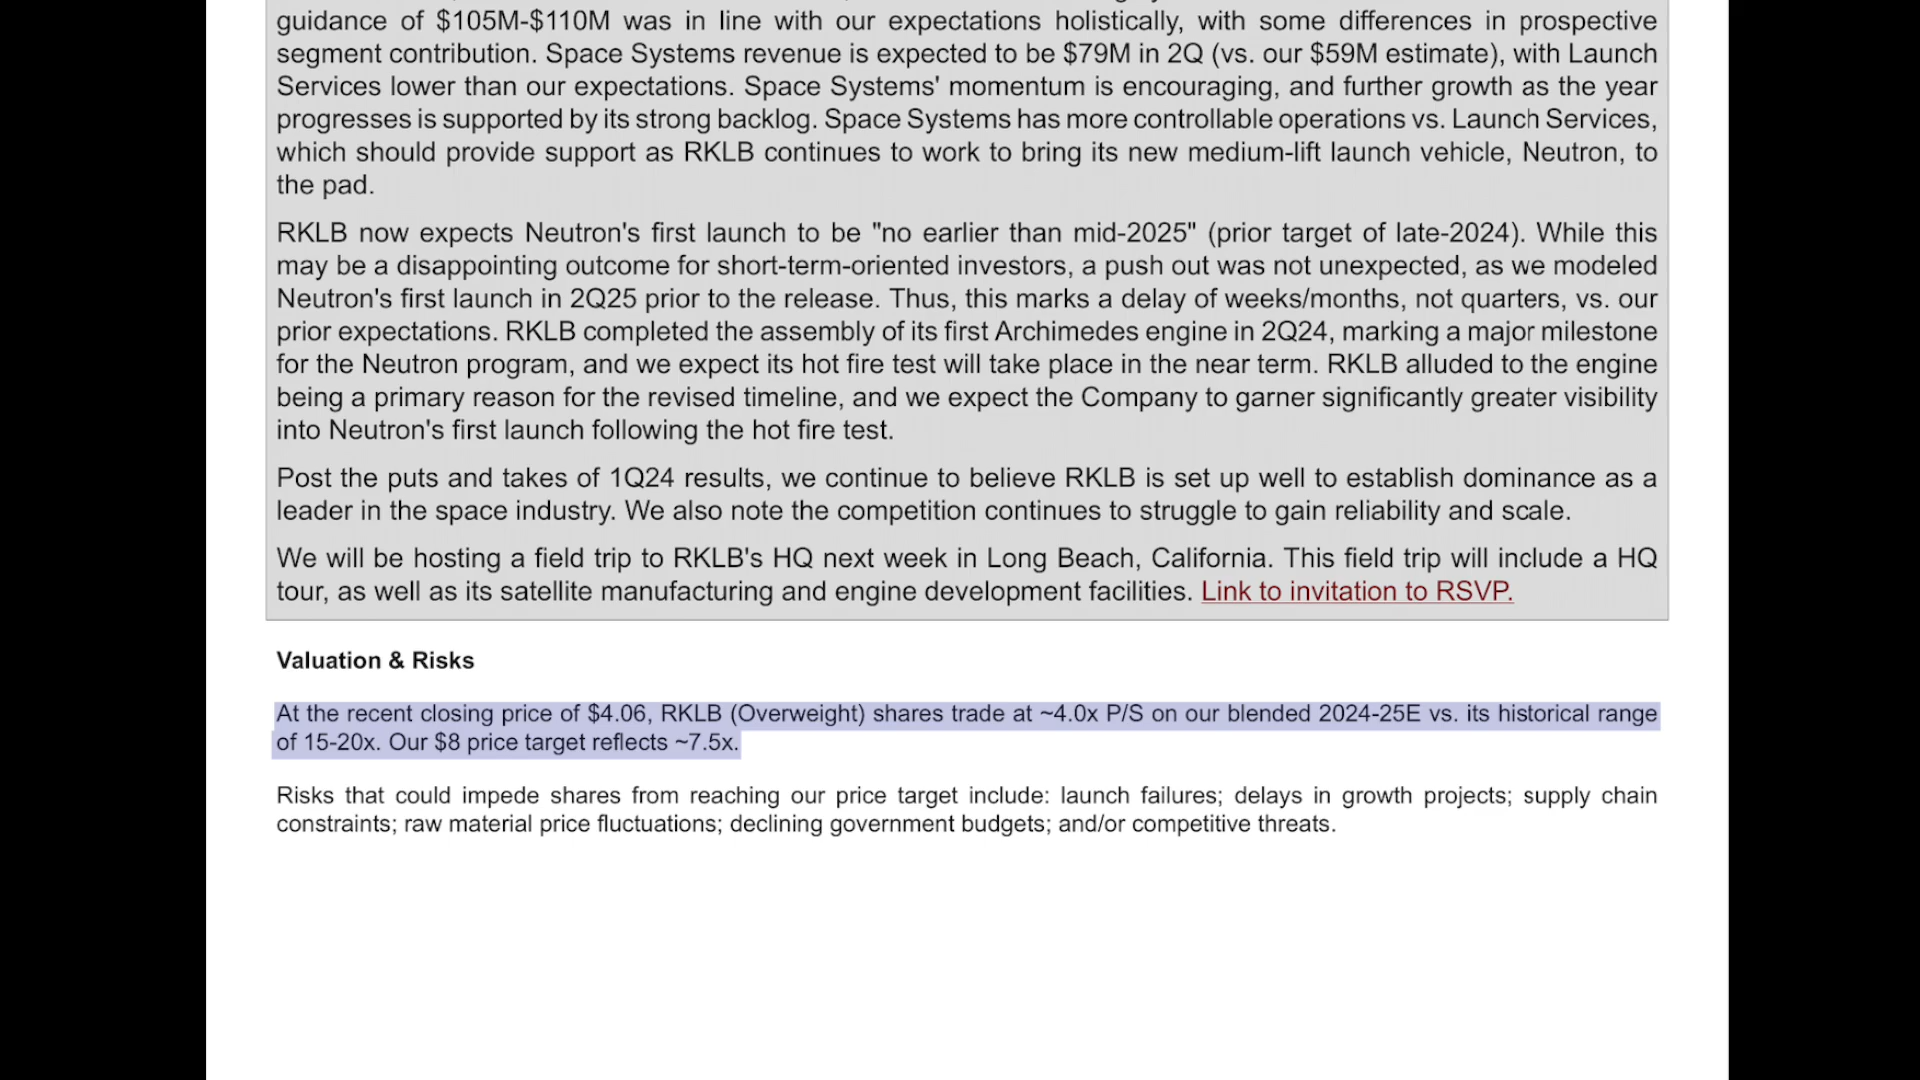 guidance of $105M-$110M was in line with our expectations holistically, with some differences in prospective
segment contribution. Space Systems revenue is expected to be $79M in 2Q (vs. our $59M estimate), with Launch
Services lower than our expectations. Space Systems' momentum is encouraging, and further growth as the year
progresses is supported by its strong backlog. Space Systems has more controllable operations vs. Launch Services,
which should provide support as RKLB continues to work to bring its new medium-lift launch vehicle, Neutron, to
the pad.
RKLB now expects Neutron's first launch to be "no earlier than mid-2025" (prior target of late-2024). While this
may be a disappointing outcome for short-term-oriented investors, a push out was not unexpected, as we modeled
Neutron's first launch in 2Q25 prior to the release. Thus, this marks a delay of weeks/months, not quarters, vs. our
prior expectations. RKLB completed the assembly of its first Archimedes engine in 2Q24, marking a major milestone
for the Neutron program, and we expect its hot fire test will take place in the near term. RKLB alluded to the engine
being a primary reason for the revised timeline, and we expect the Company to garner significantly greater visibility
into Neutron's first launch following the hot fire test.
Post the puts and takes of 1Q24 results, we continue to believe RKLB is set up well to establish dominance as a
leader in the space industry. We also note the competition continues to struggle to gain reliability and scale.
We will be hosting a field trip to RKLB's HQ next week in Long Beach, California. This field trip will include a HQ
tour, as well as its satellite manufacturing and engine development facilities. Link to invitation to RSVP.
Valuation & Risks
At the recent closing price of $4.06, RKLB (Overweight) shares trade at ~4.0x P/S on our blended 2024-25E vs. its historical range
of 15-20x. Our $8 price target reflects ~7.5x.
Risks that could impede shares from reaching our price target include: launch failures; delays in growth projects; supply chain
constraints; raw material price fluctuations; declining government budgets; and/or competitive threats.